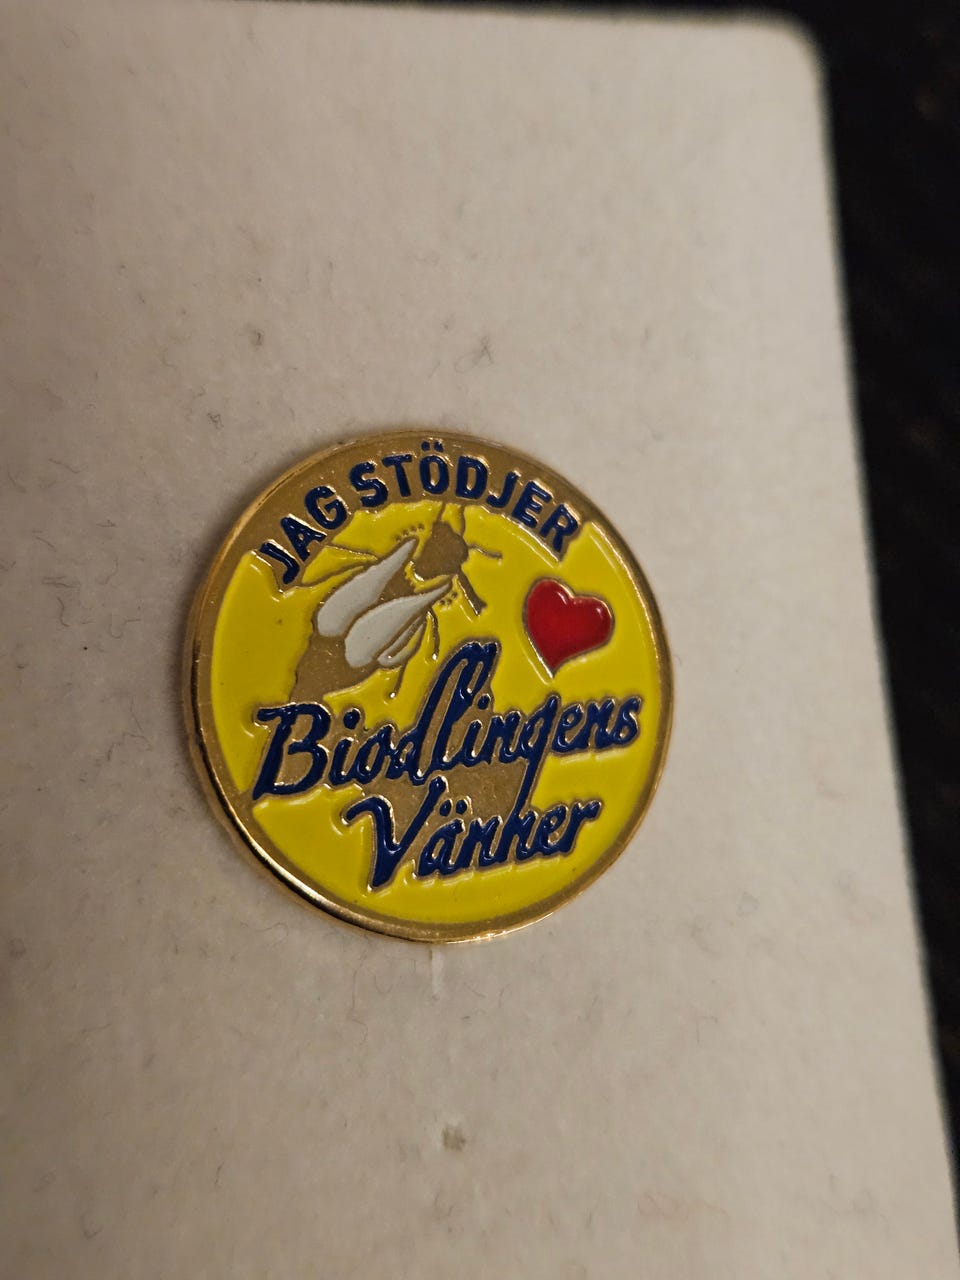 JAG STÖDJER
Biodlingens
Vänner